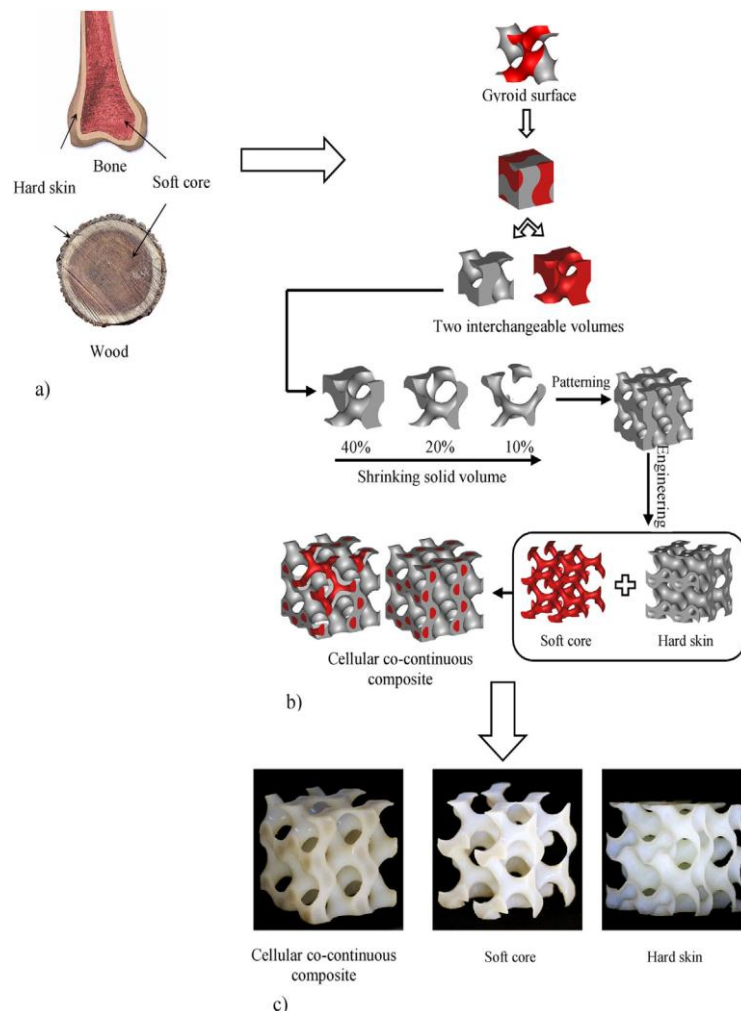 Bone
Hard skin
Soft core
Wood
a)
Gyroid surface
Two interchangeable volumes
40%
20%
10%
Shrinking solid volume
Patterning
Engineering
Soft core
Hard skin
Cellular co-continuous
composite
b)
Cellular co-continuous
composite
Soft core
Hard skin
c)